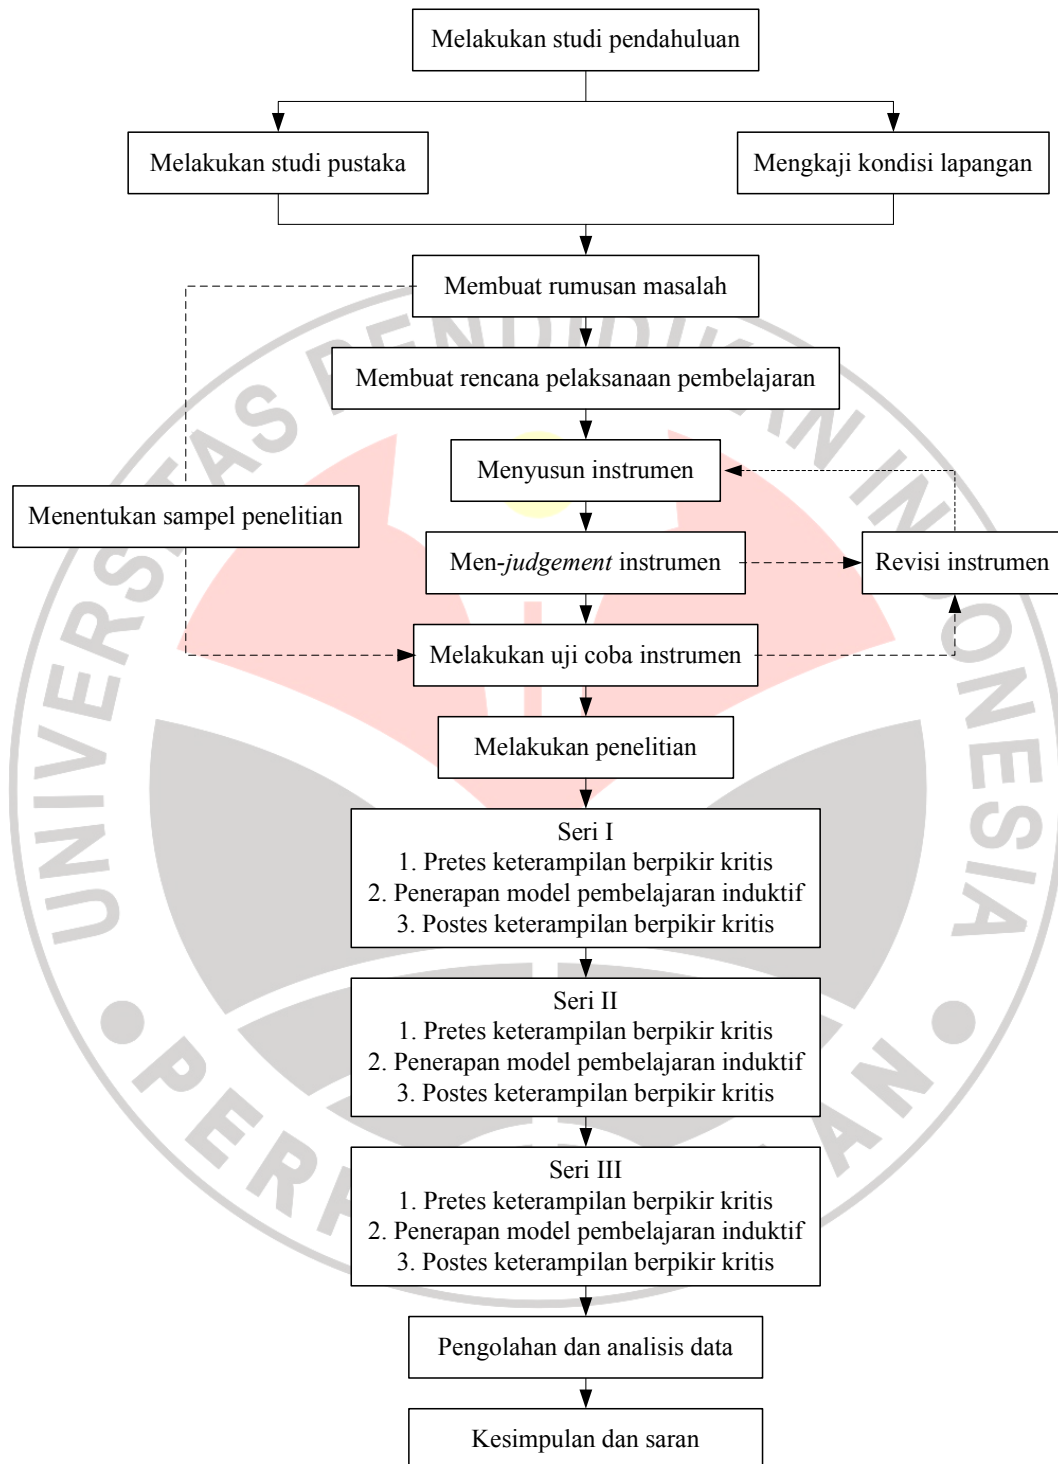 Melakukan studi pendahuluan
Melakukan studi pustaka
Mengkaji kondisi lapangan
Membuat rumusan masalah
Membuat rencana pelaksanaan pembelajaran
Menyusun instrumen
Menentukan sampel penelitian
Men-judgement instrumen
Revisi instrumen
Melakukan uji coba instrumen
Melakukan penelitian
Seri I
1. Pretes keterampilan berpikir kritis
2. Penerapan model pembelajaran induktif
3. Postes keterampilan berpikir kritis
Seri II
1. Pretes keterampilan berpikir kritis
2. Penerapan model pembelajaran induktif
3. Postes keterampilan berpikir kritis
Seri III
1. Pretes keterampilan berpikir kritis
2. Penerapan model pembelajaran induktif
3. Postes keterampilan berpikir kritis
Pengolahan dan analisis data
Kesimpulan dan saran
UNIVERSITAS PENDIDIKAN INDONESIA